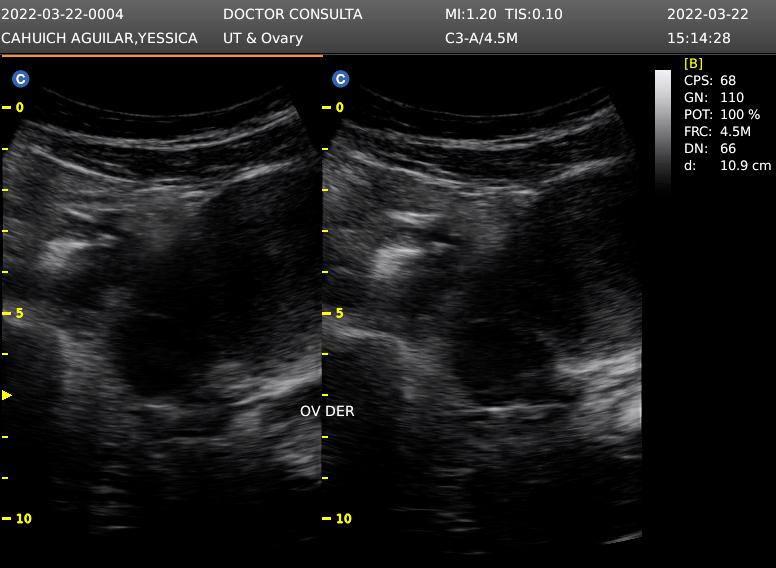 2022-03-22-0004 DOCTOR CONSULTA MI:1.20 TIS:0.10 2022-03-22
CAHUICH AGUILAR,YESSICA UT & Ovary C3-A/4.5M 15:14:28
[B]
CPS: 68
GN: 110
POT: 100 %
FRC: 4.5M
DN: 66
d: 10.9 cm
C C
0 0
5 5
OV DER
10 10